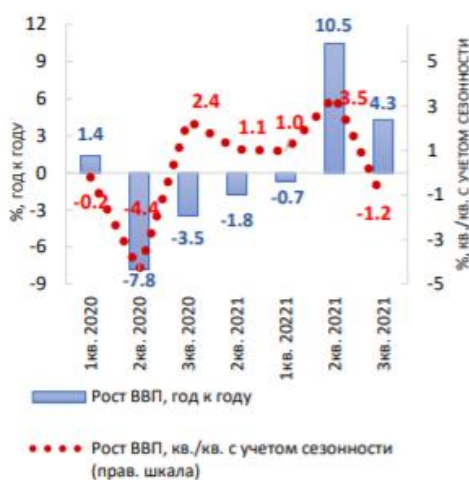 %, год к году
12
9
6
3
0
-3
-6
-9
1.4
-7.8
-3.5
-1.8
-0.7
10.5
4.3
-0.2
-4.4
2.4
1.1
1.0
3.5
-1.2
5
3
1
-1
-3
-5
%, кв./кв. с учетом сезонности
1кв. 2020
2кв. 2020
3кв. 2020
2кв. 2021
1кв. 20221
2кв. 2021
3кв. 2021
Рост ВВП, год к году
Рост ВВП, кв./кв. с учетом сезонности
(прав. шкала)